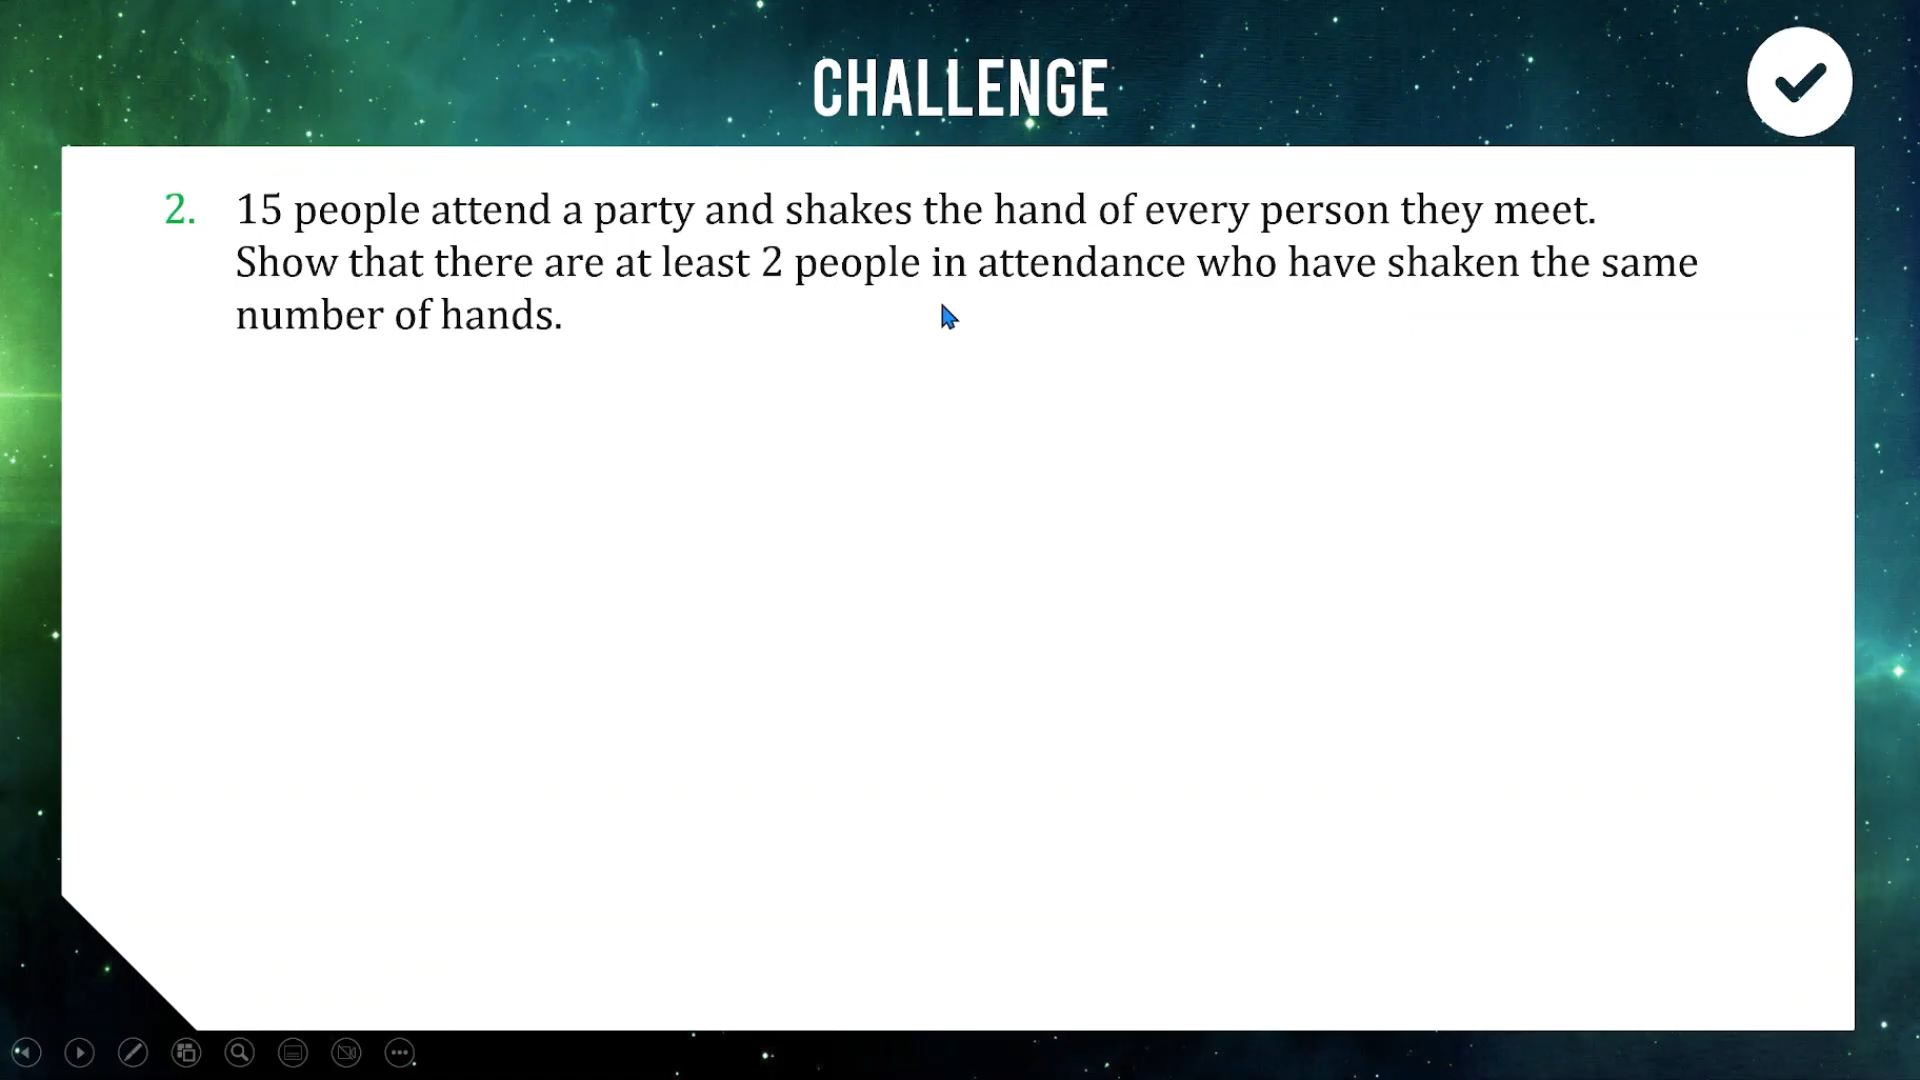 CHALLENGE
2. 15 people attend a party and shakes the hand of every person they meet.
Show that there are at least 2 people in attendance who have shaken the same
number of hands.